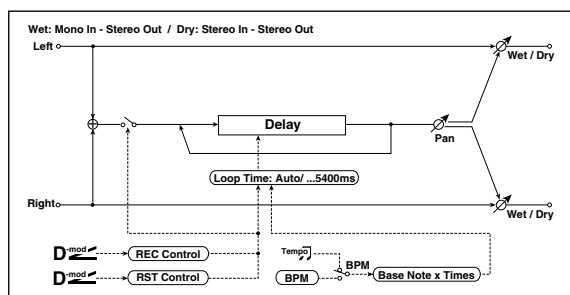 Wet: Mono In - Stereo Out / Dry: Stereo In - Stereo Out
Left
Wet / Dry
Delay
Pan
Loop Time: Auto/ ...5400ms
Right
Wet / Dry
D-mod
REC Control
Tempo
BPM
D-mod
RST Control
BPM
Base Note x Times